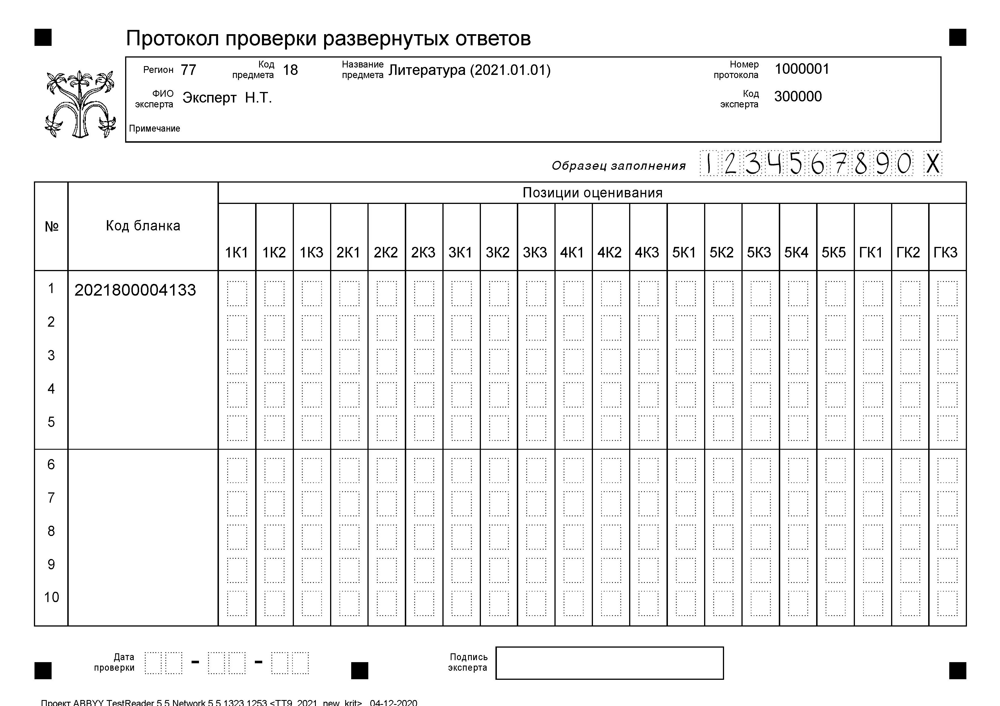 Протокол проверки развернутых ответов
Регион 77 Код предмета 18 Название предмета Литература (2021.01.01) Номер протокола 1000001
ФИО эксперта Эксперт Н.Т. Код эксперта 300000
Примечание
Образец заполнения 1 2 3 4 5 6 7 8 9 0 X
№ Код бланка Позиции оценивания
1К1 1К2 1К3 2К1 2К2 2К3 3К1 3К2 3К3 4К1 4К2 4К3 5К1 5К2 5К3 5К4 5К5 ГК1 ГК2 ГК3
1 2021800004133
2
3
4
5
6
7
8
9
10
Дата проверки - - Подпись эксперта
Проект ABBYY TestReader 5.5 Network 5.5.1323.1253 <TT9_2021_new_krit> 04-12-2020